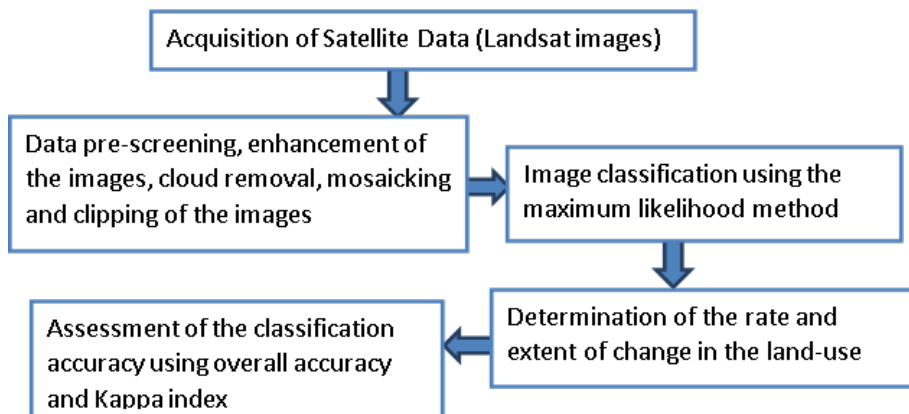 Acquisition of Satellite Data (Landsat images)
Data pre-screening, enhancement of
the images, cloud removal, mosaicking
and clipping of the images
Image classification using the
maximum likelihood method
Determination of the rate and
extent of change in the land-use
Assessment of the classification
accuracy using overall accuracy
and Kappa index